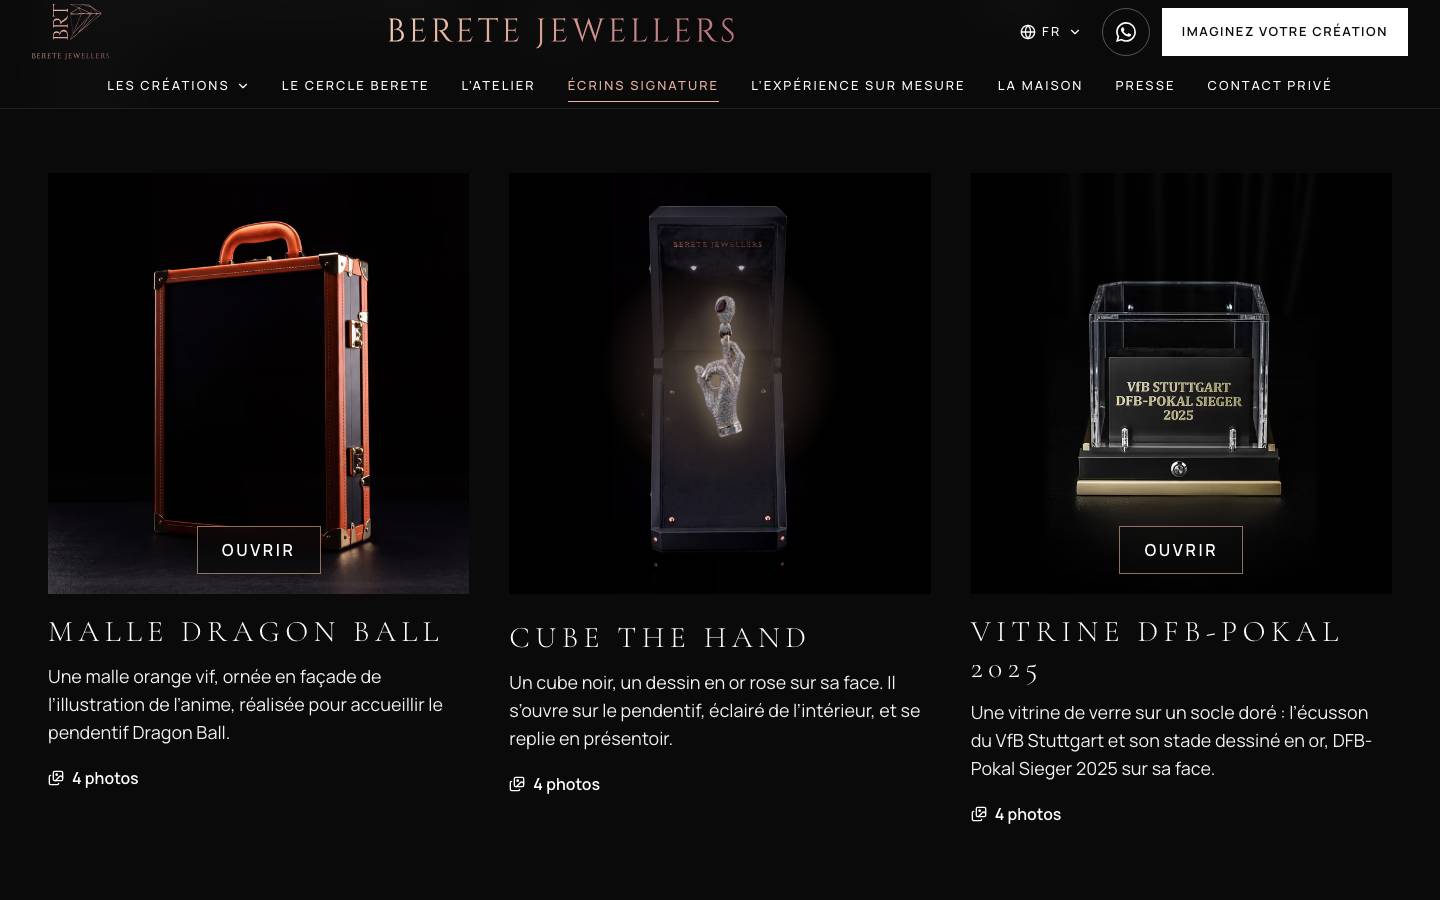 BRT
BERETE JEWELLERS
BERETE JEWELLERS
FR
IMAGINEZ VOTRE CRÉATION
LES CRÉATIONS
LE CERCLE BERETE
L'ATELIER
ÉCRINS SIGNATURE
L'EXPÉRIENCE SUR MESURE
LA MAISON
PRESSE
CONTACT PRIVÉ
OUVRIR
BERETE JEWELLERS
VfB STUTTGART
DFB-POKAL SIEGER
2025
OUVRIR
MALLE DRAGON BALL
Une malle orange vif, ornée en façade de
l'illustration de l'anime, réalisée pour accueillir le
pendentif Dragon Ball.
4 photos
CUBE THE HAND
Un cube noir, un dessin en or rose sur sa face. Il
s'ouvre sur le pendentif, éclairé de l'intérieur, et se
replie en présentoir.
4 photos
VITRINE DFB-POKAL
2025
Une vitrine de verre sur un socle doré : l'écusson
du VfB Stuttgart et son stade dessiné en or, DFB-
Pokal Sieger 2025 sur sa face.
4 photos